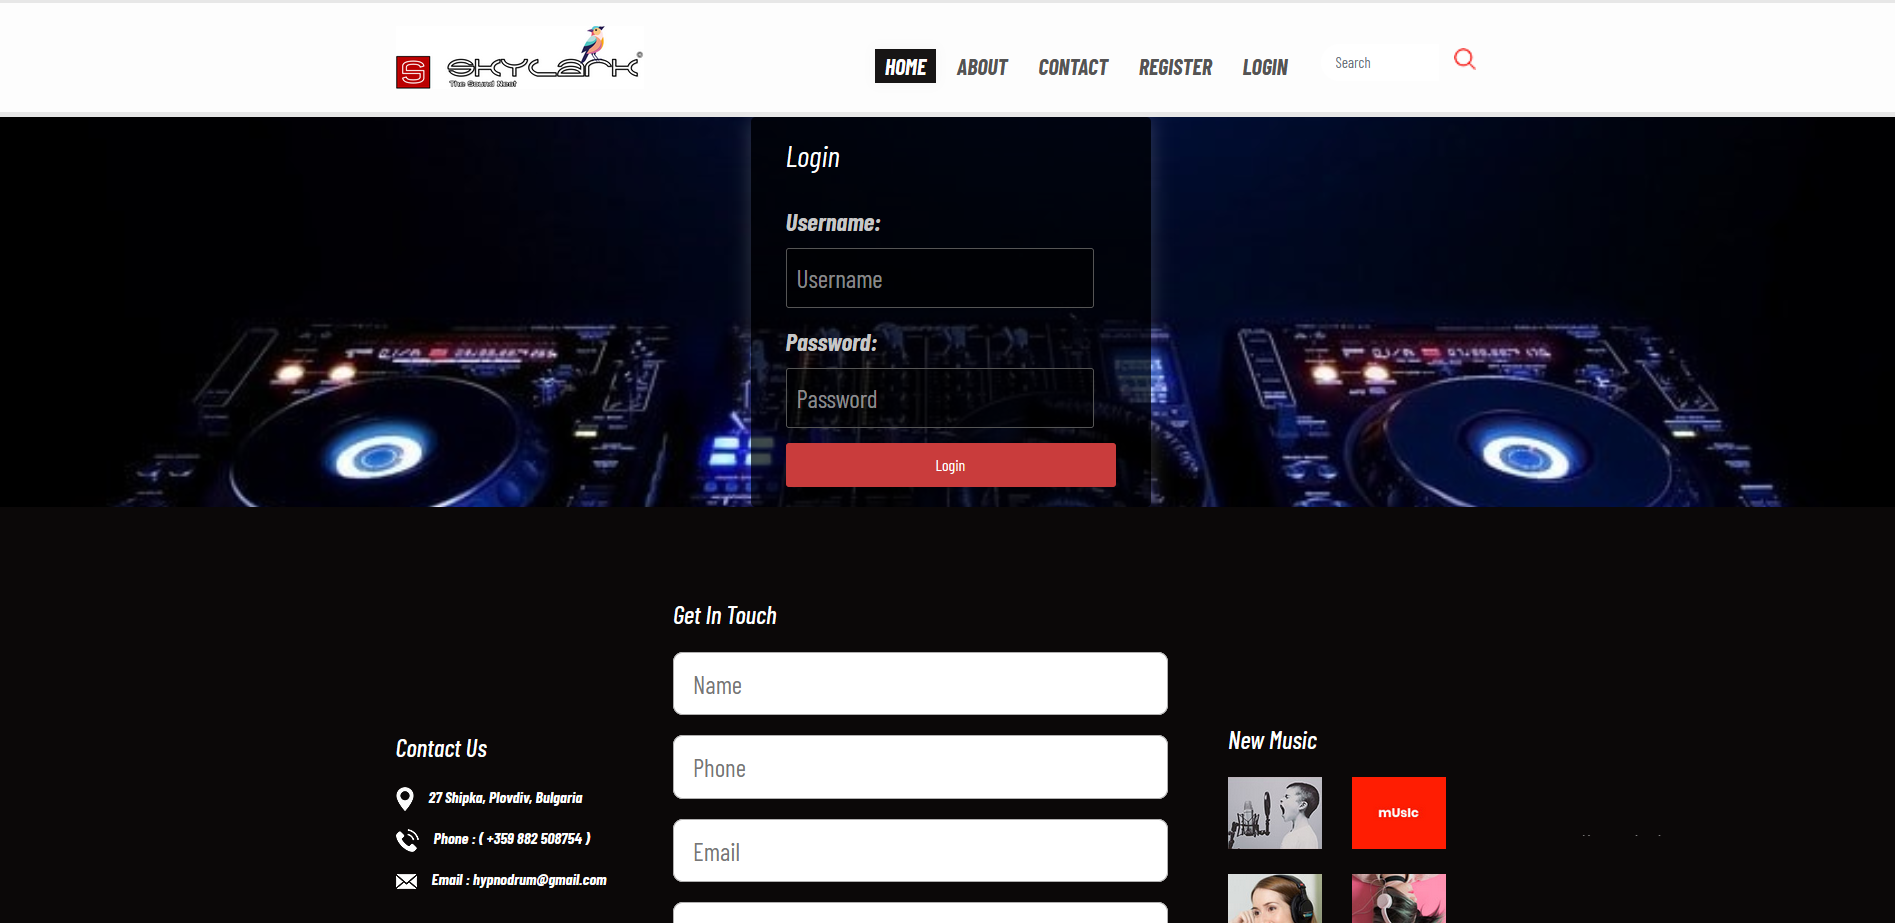 S SKYLARK
The Sound Nest
HOME ABOUT CONTACT REGISTER LOGIN Search
Login
Username:
Username
Password:
Password
Login
Get In Touch
Name
Phone
Email
Contact Us
27 Shipka, Plovdiv, Bulgaria
Phone : ( +359 882 508754 )
Email : hypnodrum@gmail.com
New Music
mUsIc